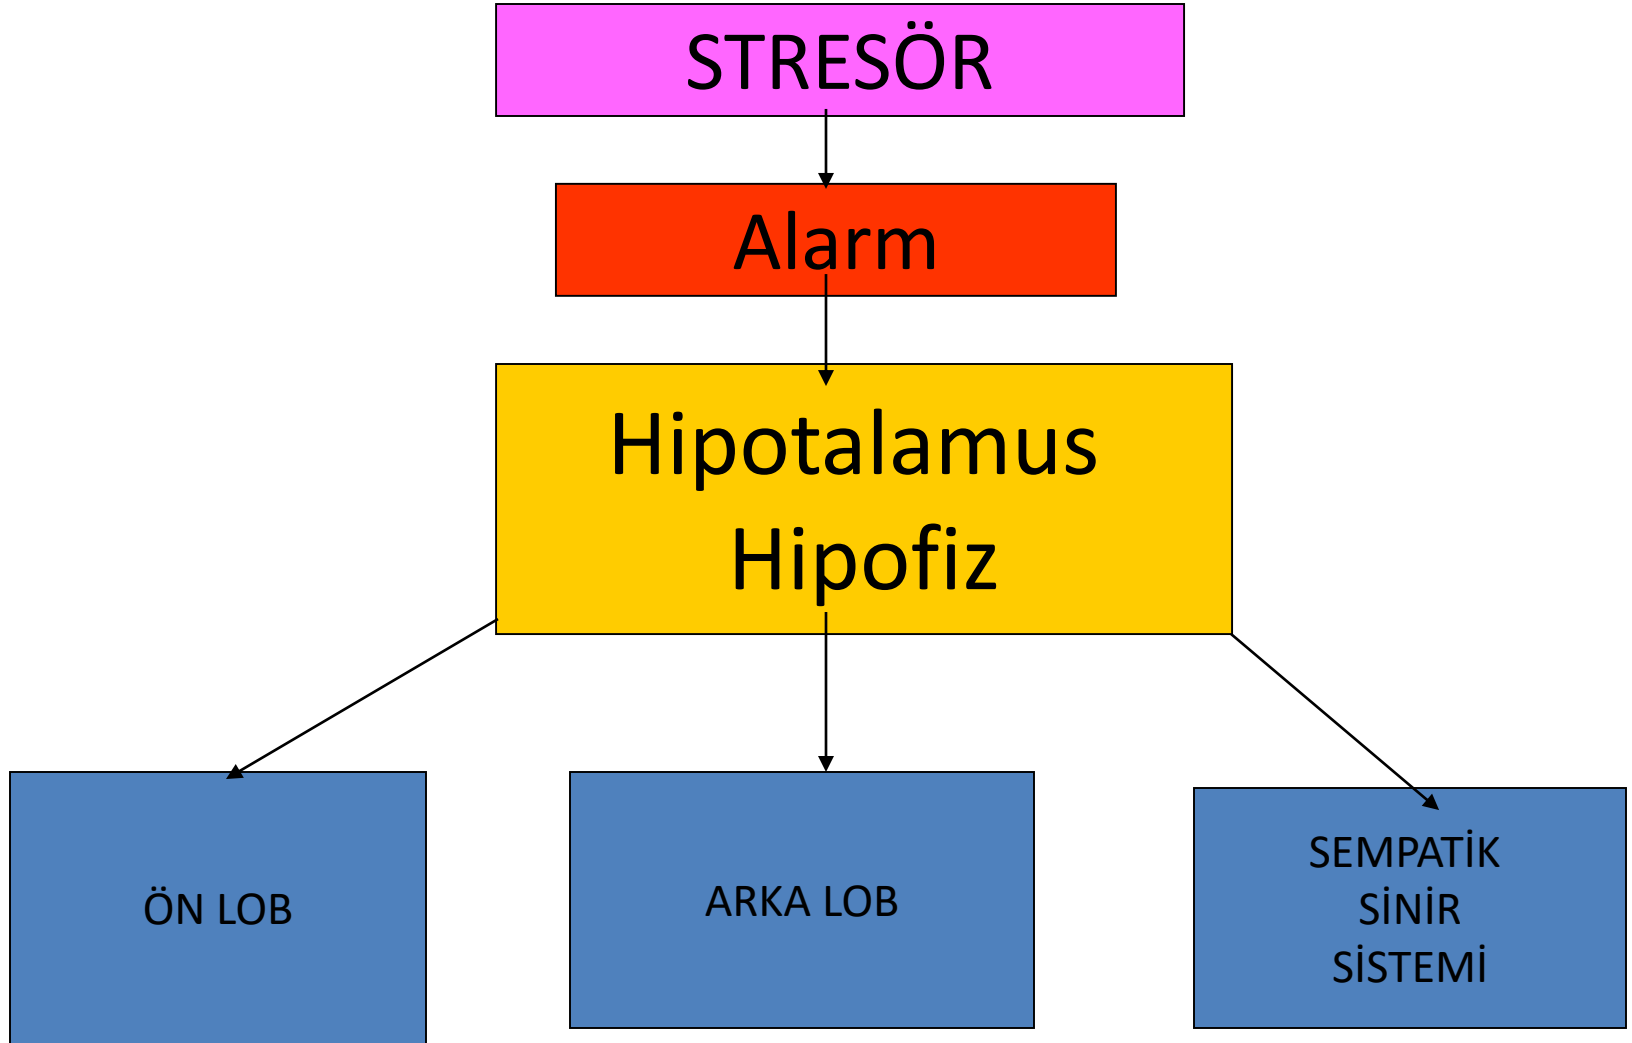 STRESÖR
Alarm
Hipotalamus
Hipofiz
ÖN LOB
ARKA LOB
SEMPATİK
SİNİR
SİSTEMİ